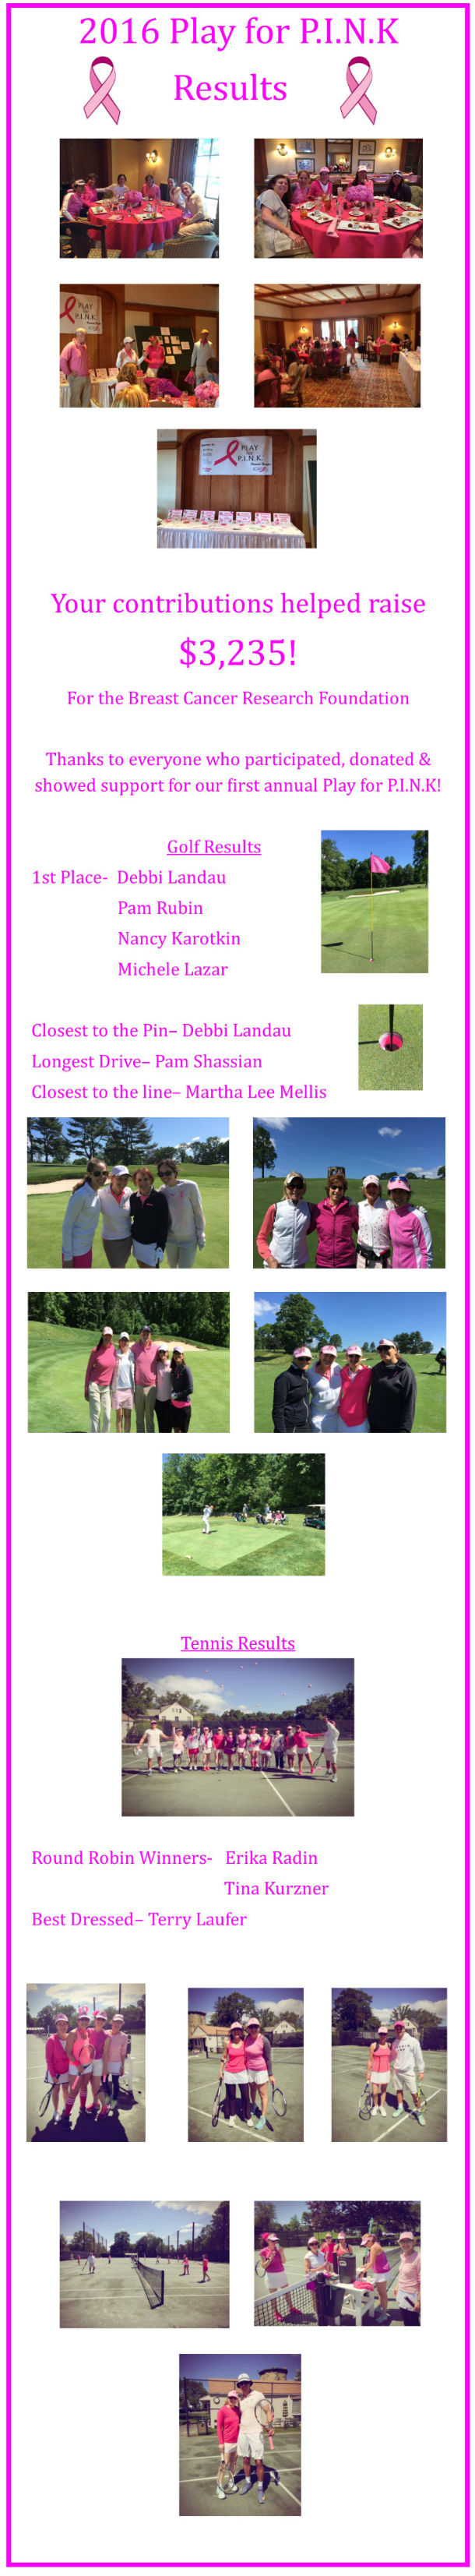 2016 Play for P.I.N.K
Results
PLAY
P.I.N.K.
PLAY
P.I.N.K.
Your contributions helped raise
$3,235!
For the Breast Cancer Research Foundation
Thanks to everyone who participated, donated &
showed support for our first annual Play for P.I.N.K!
Golf Results
1st Place- Debbi Landau
Pam Rubin
Nancy Karotkin
Michele Lazar
Closest to the Pin– Debbi Landau
Longest Drive– Pam Shassian
Closest to the line– Martha Lee Mellis
Tennis Results
Round Robin Winners- Erika Radin
Tina Kurzner
Best Dressed– Terry Laufer